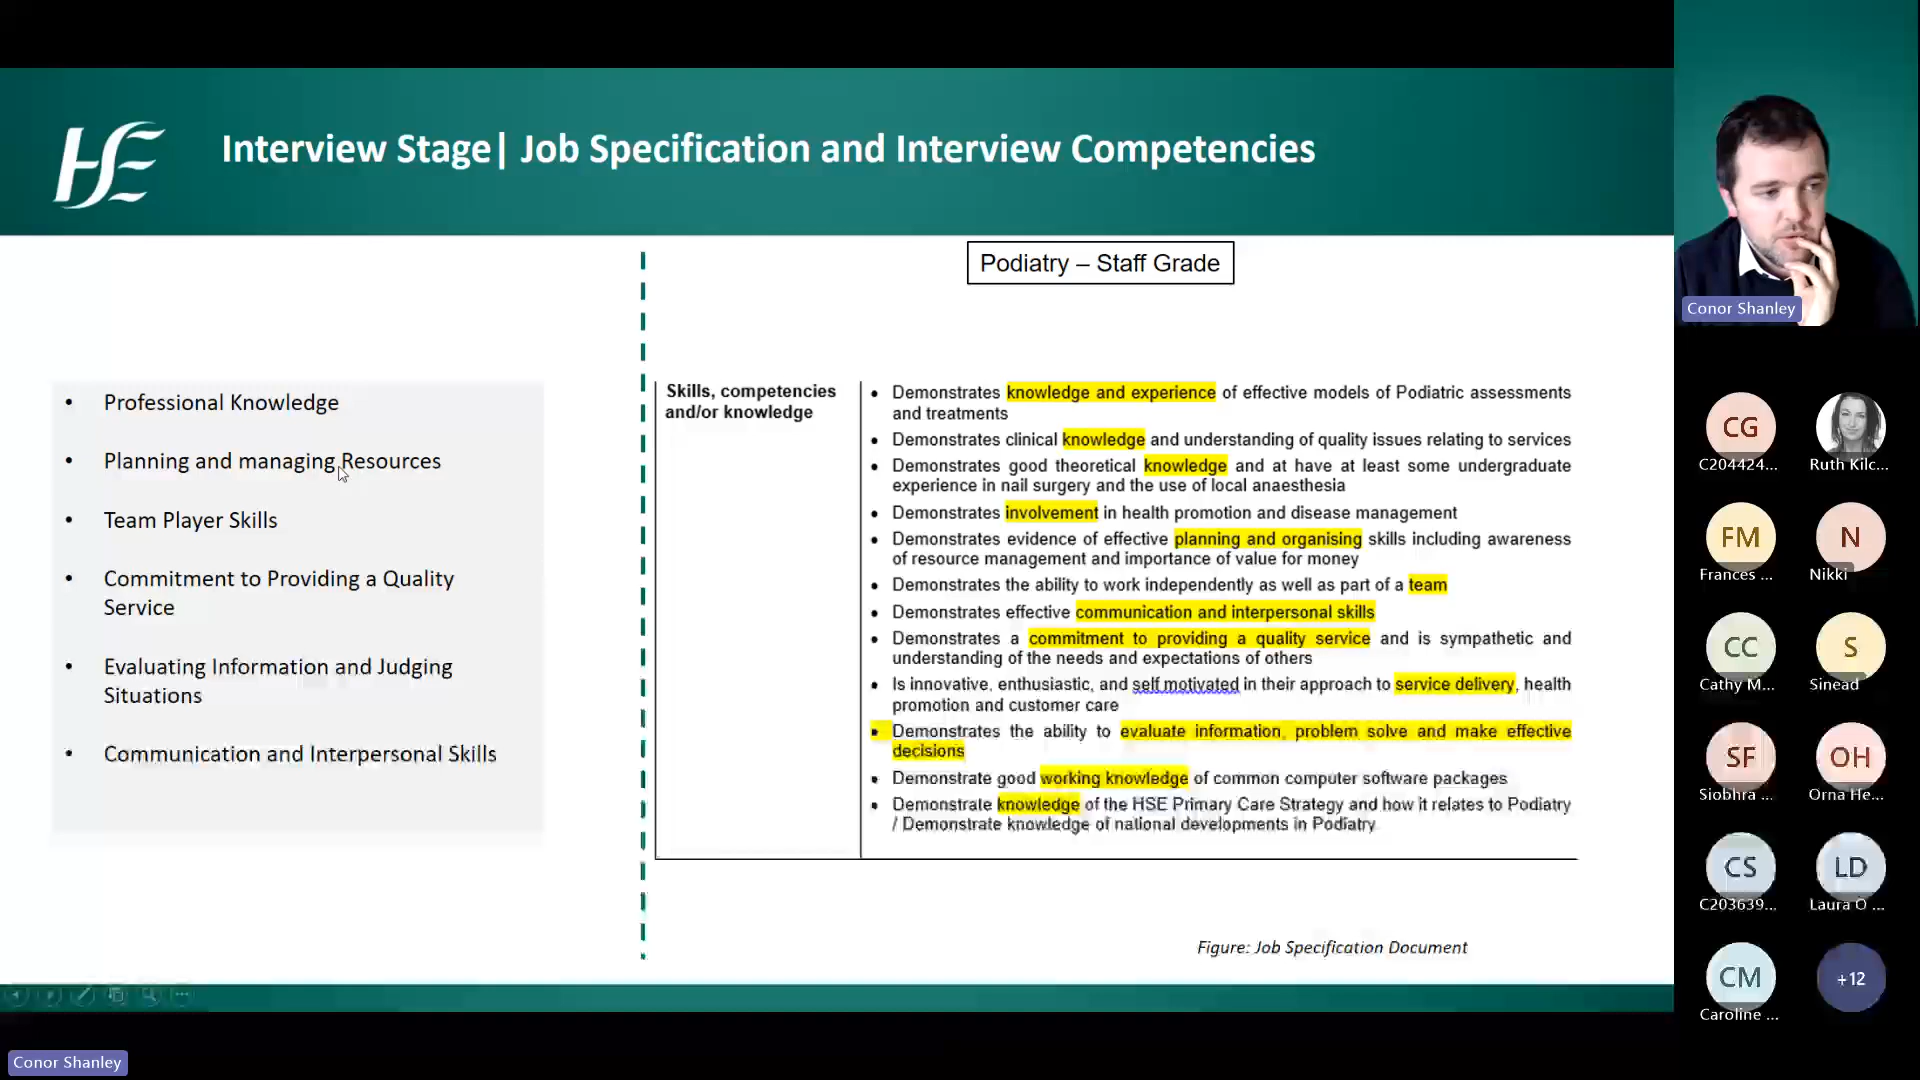 HSE
Interview Stage| Job Specification and Interview Competencies
Podiatry – Staff Grade
• Professional Knowledge
• Planning and managing Resources
• Team Player Skills
• Commitment to Providing a Quality
Service
• Evaluating Information and Judging
Situations
• Communication and Interpersonal Skills
Skills, competencies
and/or knowledge
• Demonstrates knowledge and experience of effective models of Podiatric assessments
and treatments
• Demonstrates clinical knowledge and understanding of quality issues relating to services
• Demonstrates good theoretical knowledge and at have at least some undergraduate
experience in nail surgery and the use of local anaesthesia
• Demonstrates involvement in health promotion and disease management
• Demonstrates evidence of effective planning and organising skills including awareness
of resource management and importance of value for money
• Demonstrates the ability to work independently as well as part of a team
• Demonstrates effective communication and interpersonal skills
• Demonstrates a commitment to providing a quality service and is sympathetic and
understanding of the needs and expectations of others
• Is innovative, enthusiastic, and self motivated in their approach to service delivery, health
promotion and customer care
• Demonstrates the ability to evaluate information, problem solve and make effective
decisions
• Demonstrate good working knowledge of common computer software packages
• Demonstrate knowledge of the HSE Primary Care Strategy and how it relates to Podiatry
/ Demonstrate knowledge of national developments in Podiatry
Figure: Job Specification Document
Conor Shanley
CG
C204424...
Ruth Kilc...
FM
Frances ...
N
Nikki
CC
Cathy M...
S
Sinead
SF
Siobhra ...
OH
Orna He...
CS
C203639...
LD
Laura O ...
CM
Caroline ...
+12
Conor Shanley